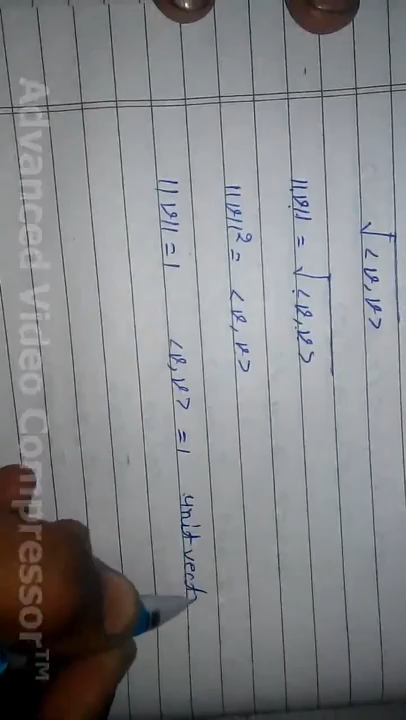 √<v,v>
||v|| = √<v,v>
||v||² = <v,v>
||v|| = 1 <v,v> = 1 unit vect
Advanced Video Compressor™